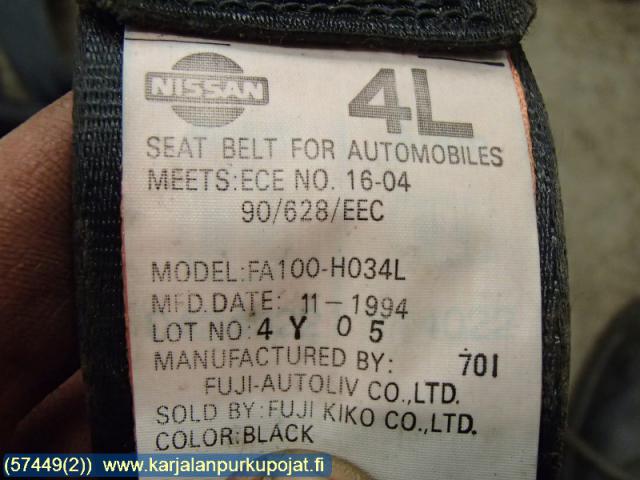 NISSAN 4L
SEAT BELT FOR AUTOMOBILES
MEETS:ECE NO. 16-04
90/628/EEC
MODEL:FA100-H034L
MFD.DATE: 11-1994
LOT NO: 4 Y 0 5
MANUFACTURED BY: 701
FUJI-AUTOLIV CO.,LTD.
SOLD BY:FUJI KIKO CO.,LTD.
COLOR:BLACK
(57449(2)) www.karjalanpurkupojat.fi